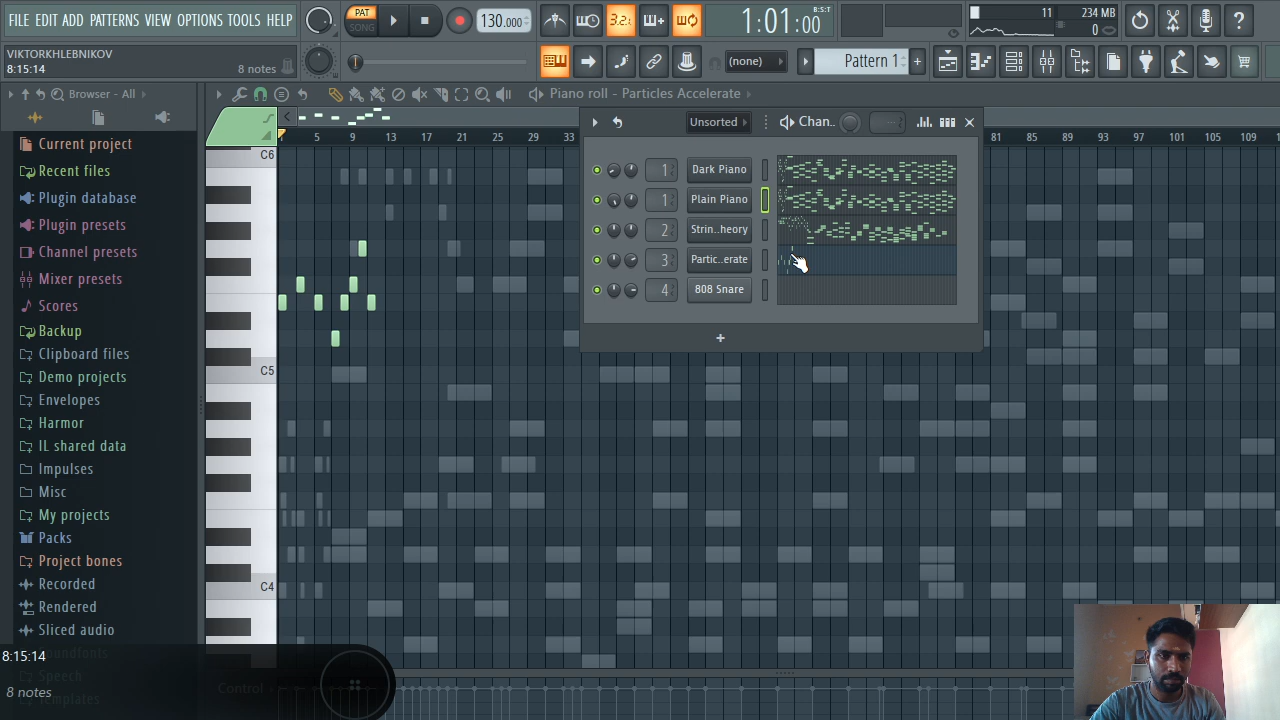 FILE EDIT ADD PATTERNS VIEW OPTIONS TOOLS HELP
PAT
SONG
130.000
3.2.
1:01:00
B:S:T
11
234 MB
0
VIKTORKHLEBNIKOV
8:15:14
8 notes
(none)
Pattern 1
+
Browser - All
Piano roll - Particles Accelerate
Current project
Recent files
Plugin database
Plugin presets
Channel presets
Mixer presets
Scores
Backup
Clipboard files
Demo projects
Envelopes
Harmor
IL shared data
Impulses
Misc
My projects
Packs
Project bones
Recorded
Rendered
Sliced audio
Speech
Templates
5 9 13 17 21 25 29 33 81 85 89 93 97 101 105 109
C6
C5
C4
Unsorted
Chan..
1 Dark Piano
1 Plain Piano
2 Strin..heory
3 Partic..erate
4 808 Snare
+
8:15:14
8 notes
Control